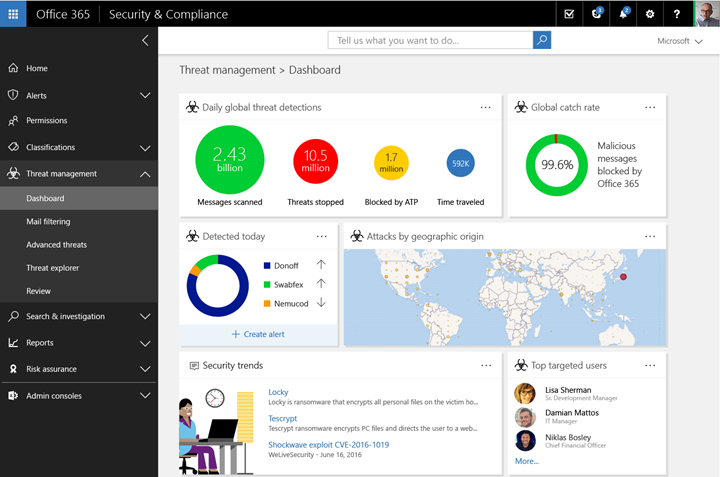 Office 365
Security & Compliance
2
2
?
Tell us what you want to do...
Microsoft
Home
Alerts
Permissions
Classifications
Threat management
Dashboard
Mail filtering
Advanced threats
Threat explorer
Review
Search & investigation
Reports
Risk assurance
Admin consoles
Threat management > Dashboard
Daily global threat detections ...
2.43
billion
Messages scanned
10.5
million
Threats stopped
1.7
million
Blocked by ATP
592K
Time traveled
Global catch rate ...
99.6%
Malicious
messages
blocked by
Office 365
Detected today ...
Donoff
Swabfex
Nemucod
+ Create alert
Attacks by geographic origin ...
Security trends ...
Locky
Locky is ransomware that encrypts all personal files on the victim ho...
Tescrypt
Tescrypt ransomware encrypts PC files and directs the user to a web...
Shockwave exploit CVE-2016-1019
WeLiveSecurity - June 16, 2016
Top targeted users ...
Lisa Sherman
Sr. Development Manager
Damian Mattos
IT Manager
Niklas Bosley
Chief Financial Officer
More...